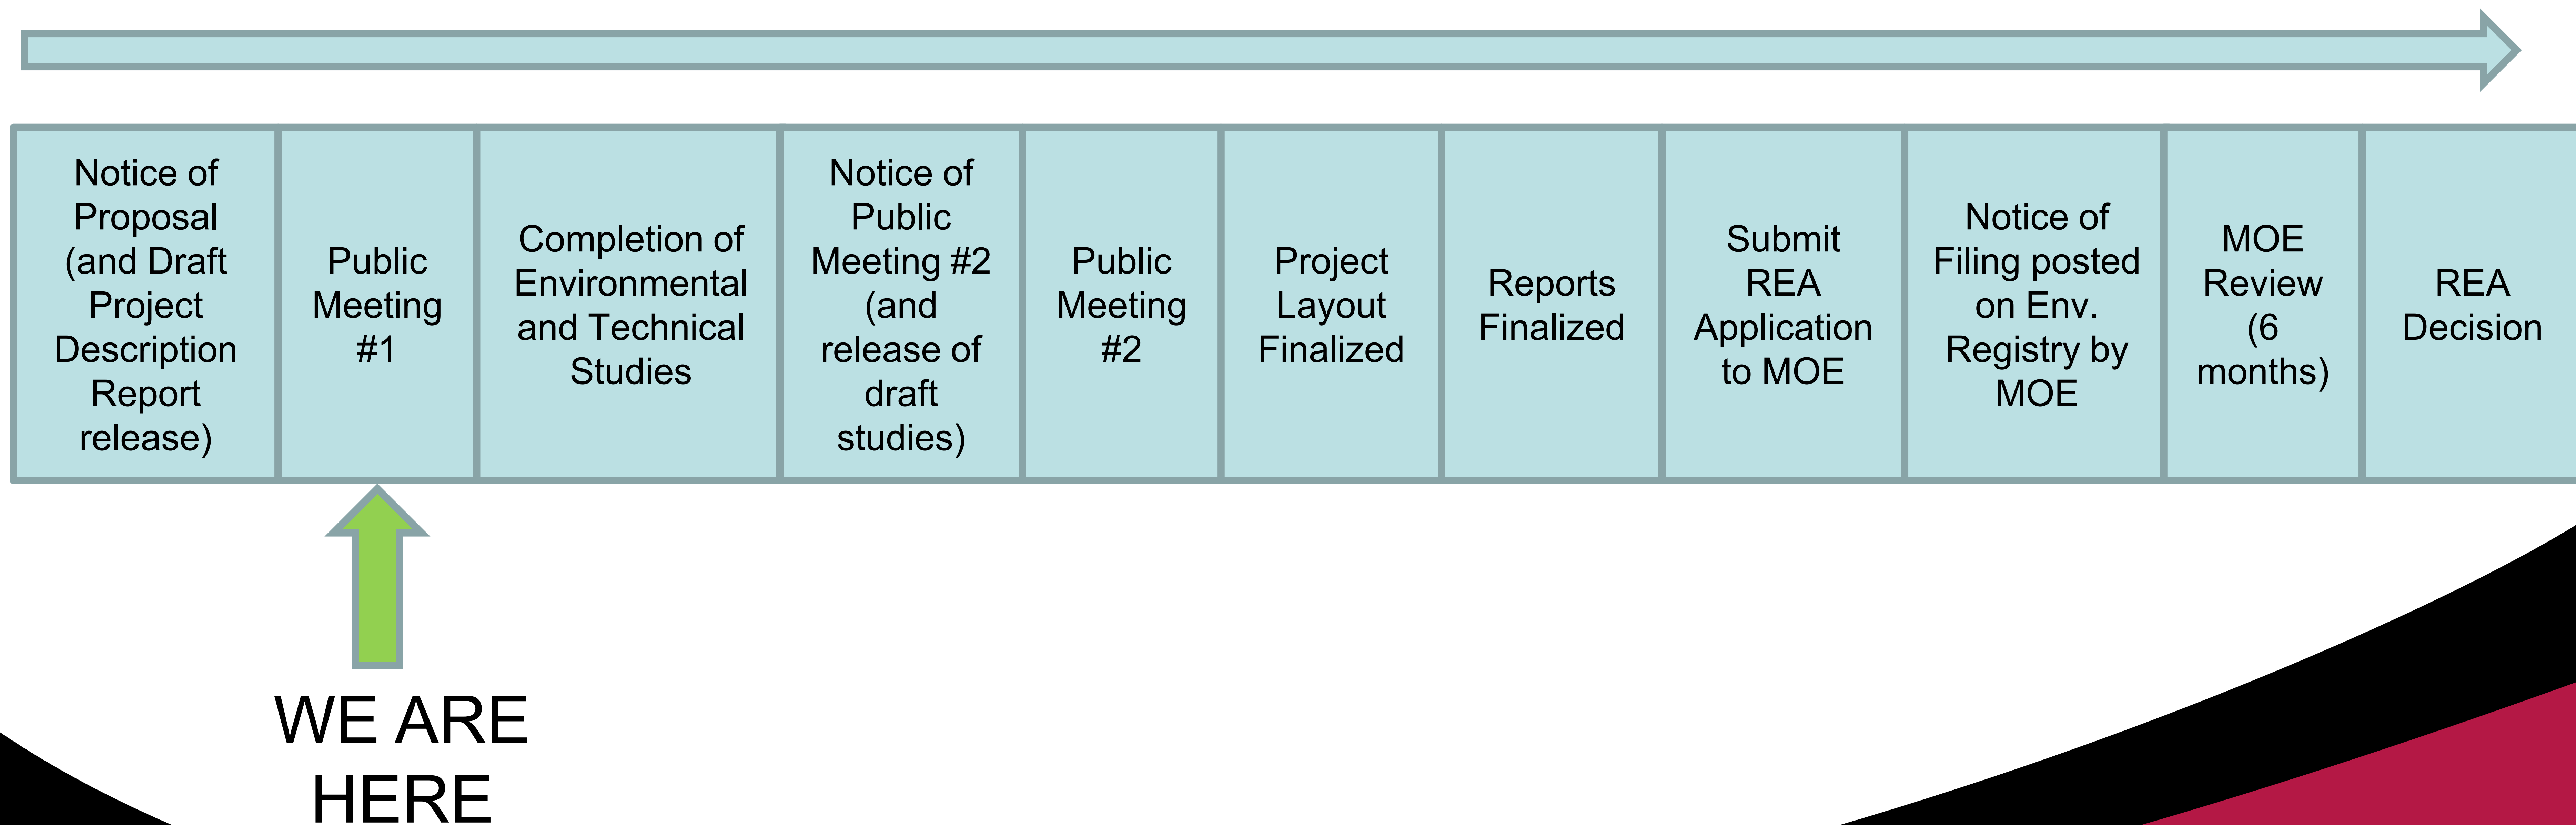 Notice of
Proposal
(and Draft
Project
Description
Report
release)
Public
Meeting
#1
Completion of
Environmental
and Technical
Studies
Notice of
Public
Meeting #2
(and
release of
draft
studies)
Public
Meeting
#2
Project
Layout
Finalized
Reports
Finalized
Submit
REA
Application
to MOE
Notice of
Filing posted
on Env.
Registry by
MOE
MOE
Review
(6
months)
REA
Decision
WE ARE
HERE